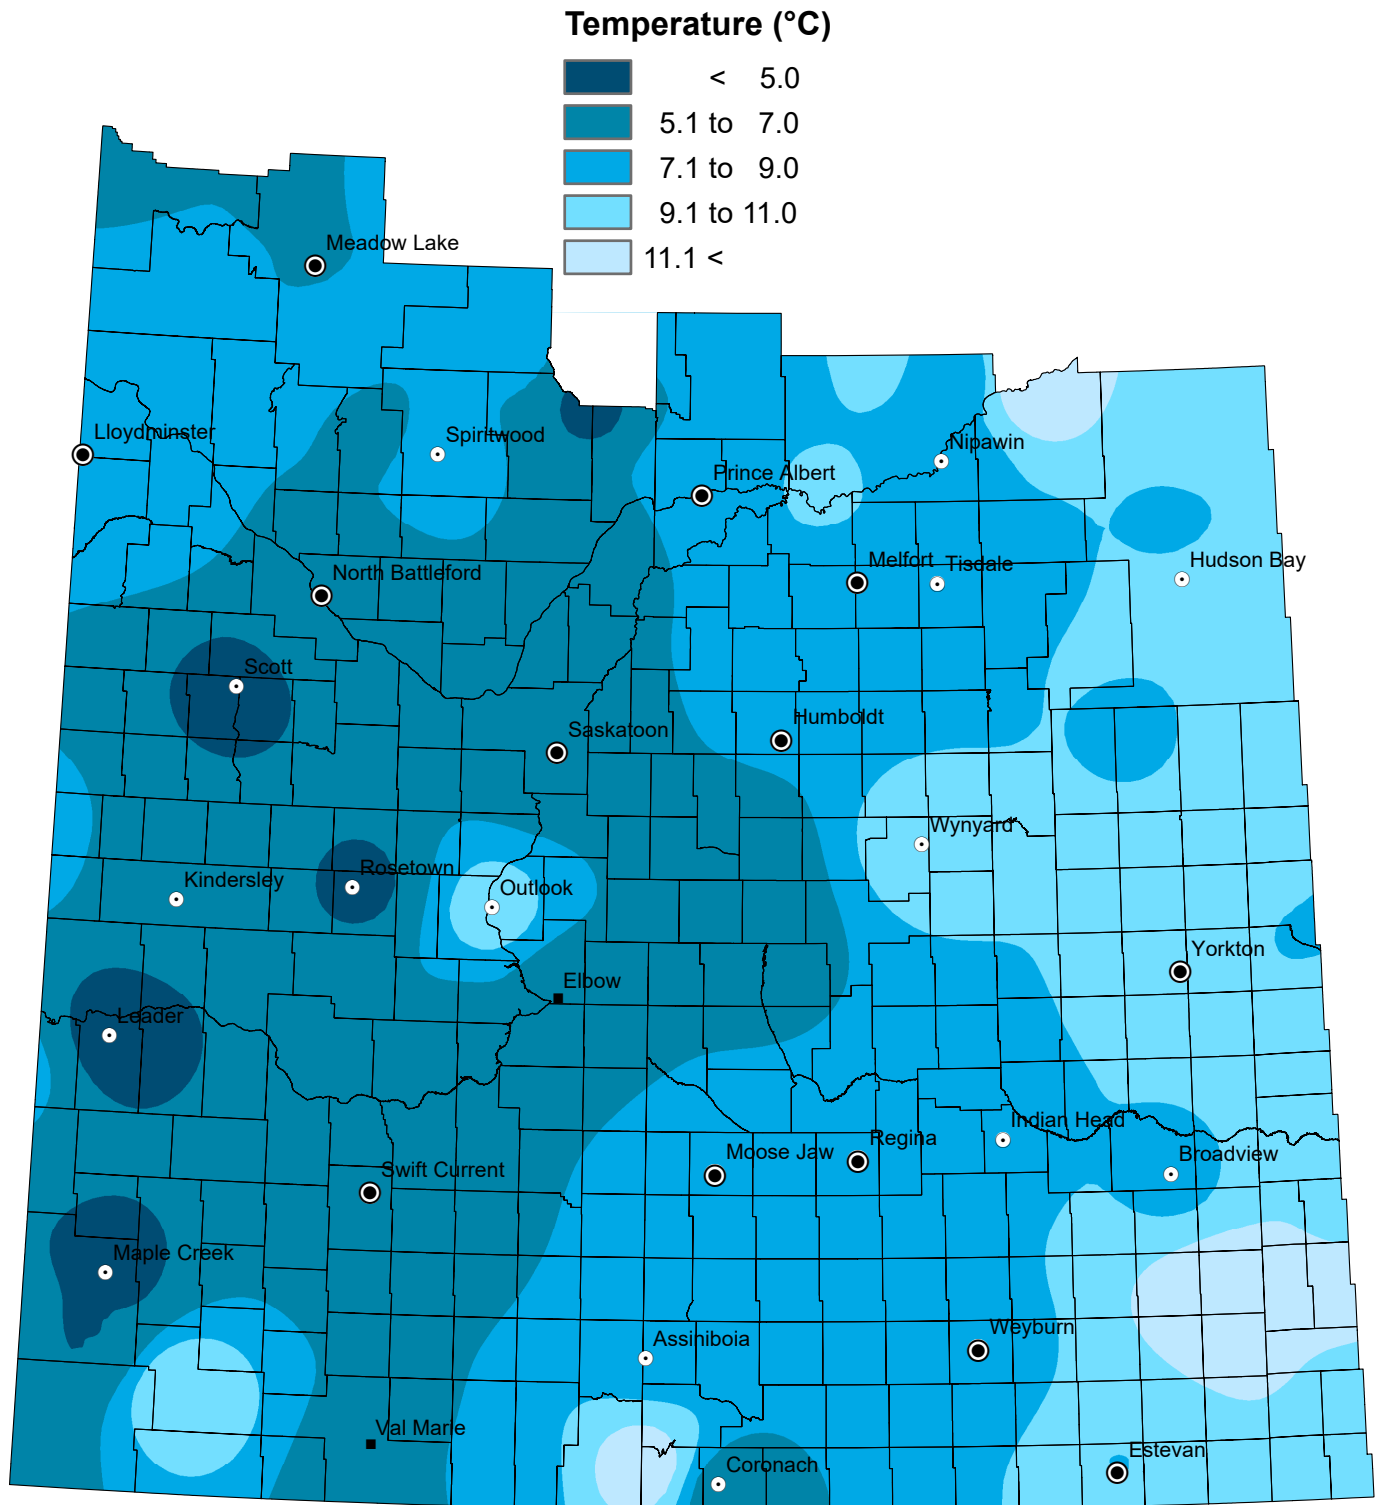 Temperature (°C)
< 5.0
5.1 to 7.0
7.1 to 9.0
9.1 to 11.0
11.1 <
Meadow Lake
Lloydminster
Spiritwood
Nipawin
Prince Albert
Melfort
Tisdale
Hudson Bay
North Battleford
Scott
Saskatoon
Humboldt
Wynyard
Rosetown
Kindersley
Outlook
Yorkton
Elbow
Leader
Indian Head
Regina
Moose Jaw
Broadview
Swift Current
Maple Creek
Weyburn
Assiniboia
Val Marie
Estevan
Coronach